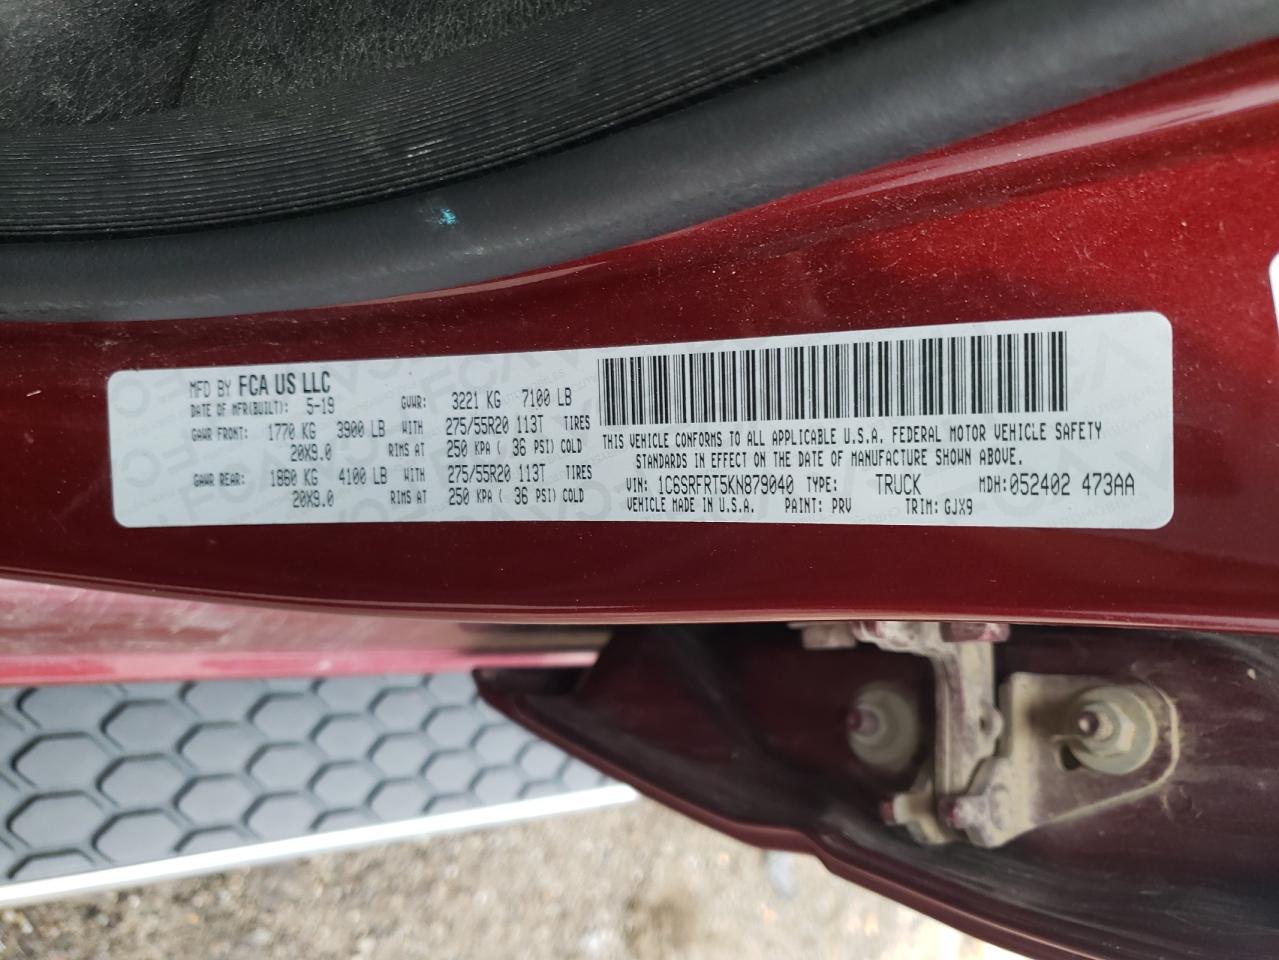 MFD BY FCA US LLC
DATE OF MFR(BUILT): 5-19 GVWR: 3221 KG 7100 LB
GAWR FRONT: 1770 KG 3900 LB WITH 275/55R20 113T TIRES
20X9.0 RIMS AT 250 KPA ( 36 PSI) COLD
GAWR REAR: 1860 KG 4100 LB WITH 275/55R20 113T TIRES
20X9.0 RIMS AT 250 KPA ( 36 PSI) COLD
THIS VEHICLE CONFORMS TO ALL APPLICABLE U.S.A. FEDERAL MOTOR VEHICLE SAFETY
STANDARDS IN EFFECT ON THE DATE OF MANUFACTURE SHOWN ABOVE.
VIN: 1C6SRFRT5KN879040 TYPE: TRUCK MDH:052402 473AA
VEHICLE MADE IN U.S.A. PAINT: PRV TRIM: GJX9